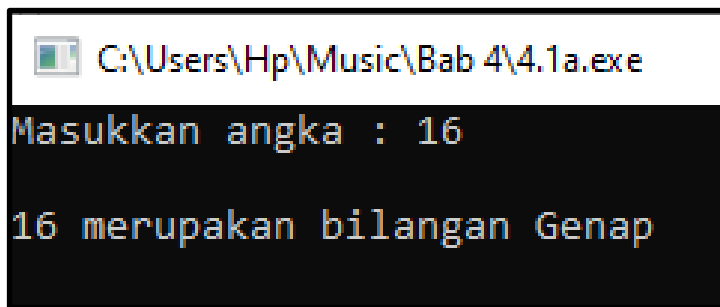 C:\Users\Hp\Music\Bab 4\4.1a.exe
Masukkan angka : 16
16 merupakan bilangan Genap